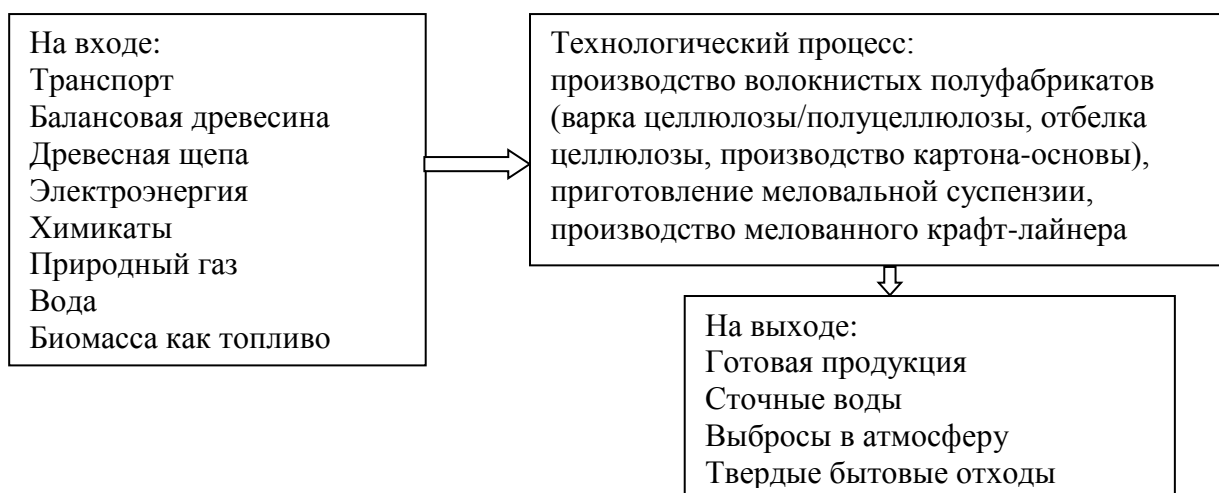 На входе:
Транспорт
Балансовая древесина
Древесная щепа
Электроэнергия
Химикаты
Природный газ
Вода
Биомасса как топливо
Технологический процесс:
производство волокнистых полуфабрикатов
(варка целлюлозы/полуцеллюлозы, отбелка
целлюлозы, производство картона-основы),
приготовление меловальной суспензии,
производство мелованного крафт-лайнера
На выходе:
Готовая продукция
Сточные воды
Выбросы в атмосферу
Твердые бытовые отходы